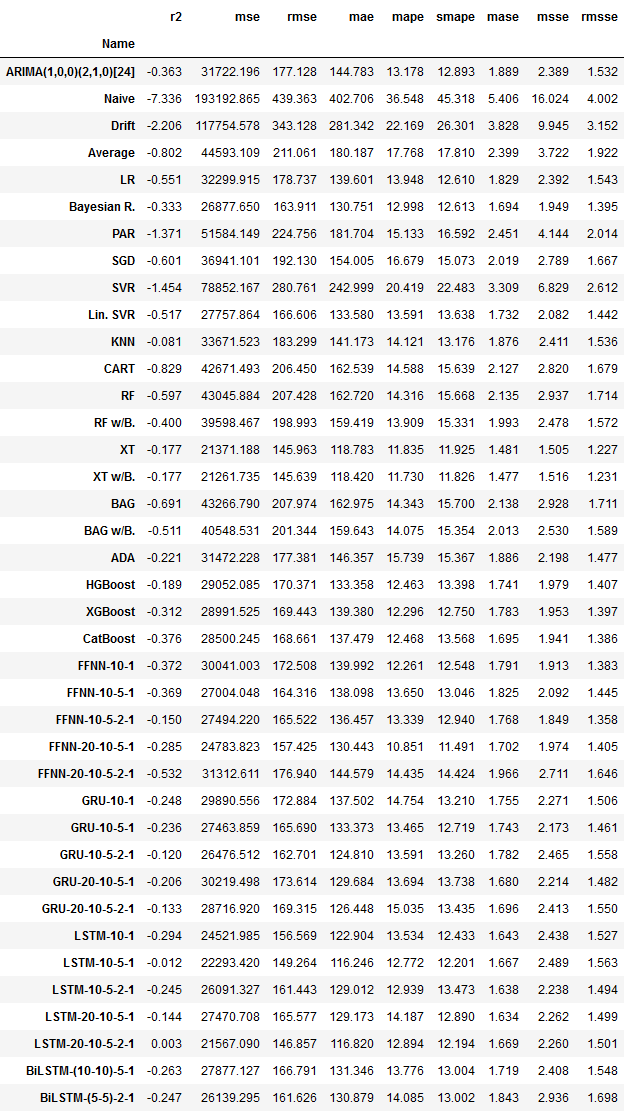 r2 mse rmse mae mape smape mase msse rmsse
Name
ARIMA(1,0,0)(2,1,0)[24] -0.363 31722.196 177.128 144.783 13.178 12.893 1.889 2.389 1.532
Naive -7.336 193192.865 439.363 402.706 36.548 45.318 5.406 16.024 4.002
Drift -2.206 117754.578 343.128 281.342 22.169 26.301 3.828 9.945 3.152
Average -0.802 44593.109 211.061 180.187 17.768 17.810 2.399 3.722 1.922
LR -0.551 32299.915 178.737 139.601 13.948 12.610 1.829 2.392 1.543
Bayesian R. -0.333 26877.650 163.911 130.751 12.998 12.613 1.694 1.949 1.395
PAR -1.371 51584.149 224.756 181.704 15.133 16.592 2.451 4.144 2.014
SGD -0.601 36941.101 192.130 154.005 16.679 15.073 2.019 2.789 1.667
SVR -1.454 78852.167 280.761 242.999 20.419 22.483 3.309 6.829 2.612
Lin. SVR -0.517 27757.864 166.606 133.580 13.591 13.638 1.732 2.082 1.442
KNN -0.081 33671.523 183.299 141.173 14.121 13.176 1.876 2.411 1.536
CART -0.829 42671.493 206.450 162.539 14.588 15.639 2.127 2.820 1.679
RF -0.597 43045.884 207.428 162.720 14.316 15.668 2.135 2.937 1.714
RF w/B. -0.400 39598.467 198.993 159.419 13.909 15.331 1.993 2.478 1.572
XT -0.177 21371.188 145.963 118.783 11.835 11.925 1.481 1.505 1.227
XT w/B. -0.177 21261.735 145.639 118.420 11.730 11.826 1.477 1.516 1.231
BAG -0.691 43266.790 207.974 162.975 14.343 15.700 2.138 2.928 1.711
BAG w/B. -0.511 40548.531 201.344 159.643 14.075 15.354 2.013 2.530 1.589
ADA -0.221 31472.228 177.381 146.357 15.739 15.367 1.886 2.198 1.477
HGBoost -0.189 29052.085 170.371 133.358 12.463 13.398 1.741 1.979 1.407
XGBoost -0.312 28991.525 169.443 139.380 12.296 12.750 1.783 1.953 1.397
CatBoost -0.376 28500.245 168.661 137.479 12.468 13.568 1.695 1.941 1.386
FFNN-10-1 -0.372 30041.003 172.508 139.992 12.261 12.548 1.791 1.913 1.383
FFNN-10-5-1 -0.369 27004.048 164.316 138.098 13.650 13.046 1.825 2.092 1.445
FFNN-10-5-2-1 -0.150 27494.220 165.522 136.457 13.339 12.940 1.768 1.849 1.358
FFNN-20-10-5-1 -0.285 24783.823 157.425 130.443 10.851 11.491 1.702 1.974 1.405
FFNN-20-10-5-2-1 -0.532 31312.611 176.940 144.579 14.435 14.424 1.966 2.711 1.646
GRU-10-1 -0.248 29890.556 172.884 137.502 14.754 13.210 1.755 2.271 1.506
GRU-10-5-1 -0.236 27463.859 165.690 133.373 13.465 12.719 1.743 2.173 1.461
GRU-10-5-2-1 -0.120 26476.512 162.701 124.810 13.591 13.260 1.782 2.465 1.558
GRU-20-10-5-1 -0.206 30219.498 173.614 129.684 13.694 13.738 1.680 2.214 1.482
GRU-20-10-5-2-1 -0.133 28716.920 169.315 126.448 15.035 13.435 1.696 2.413 1.550
LSTM-10-1 -0.294 24521.985 156.569 122.904 13.534 12.433 1.643 2.438 1.527
LSTM-10-5-1 -0.012 22293.420 149.264 116.246 12.772 12.201 1.667 2.489 1.563
LSTM-10-5-2-1 -0.245 26091.327 161.443 129.012 12.939 13.473 1.638 2.238 1.494
LSTM-20-10-5-1 -0.144 27470.708 165.577 129.173 14.187 12.890 1.634 2.262 1.499
LSTM-20-10-5-2-1 0.003 21567.090 146.857 116.820 12.894 12.194 1.669 2.260 1.501
BiLSTM-(10-10)-5-1 -0.263 27877.127 166.791 131.346 13.776 13.004 1.719 2.408 1.548
BiLSTM-(5-5)-2-1 -0.247 26139.295 161.626 130.879 14.085 13.002 1.843 2.936 1.698